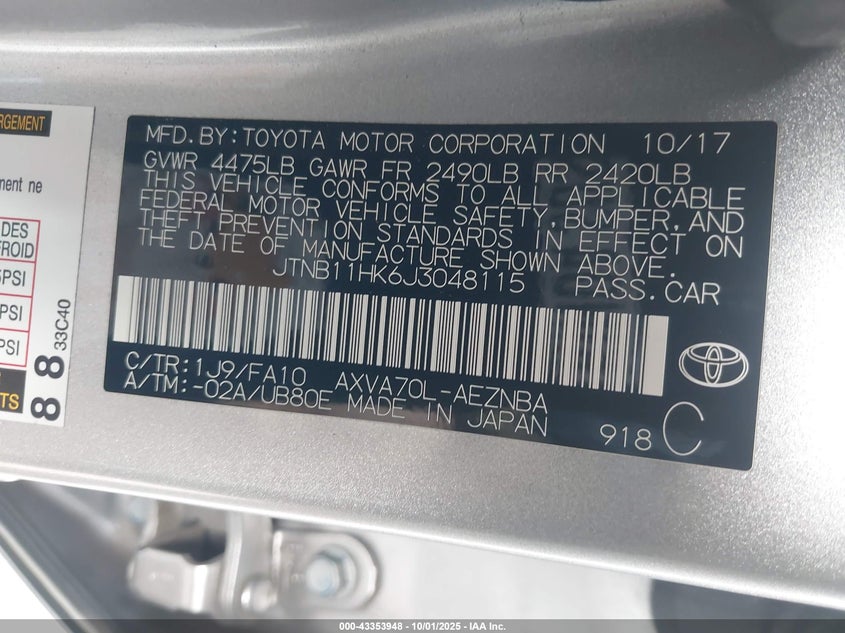 RGEMENT
ment ne
DES
ROID
PSI
PSI
PSI
TS
8 8
33C40
MFD.BY:TOYOTA MOTOR CORPORATION 10/17
GVWR 4475LB GAWR FR 2490LB RR 2420LB
THIS VEHICLE CONFORMS TO ALL APPLICABLE
FEDERAL MOTOR VEHICLE SAFETY,BUMPER,AND
THEFT PREVENTION STANDARDS IN EFFECT ON
THE DATE OF MANUFACTURE SHOWN ABOVE.
JTNB11HK6J3048115 PASS.CAR
C/TR:1J9/FA10 AXVA70L-AEZNBA
A/TM:-02A/UB80E MADE IN JAPAN
918 C
000-43353948 - 10/01/2025 - IAA Inc.